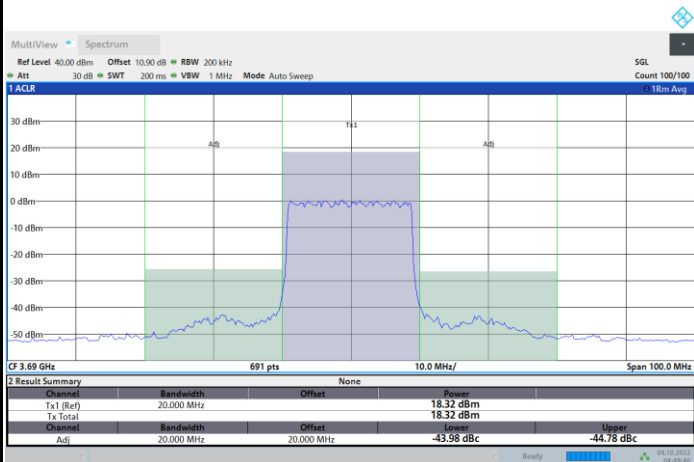 MultiView Spectrum
Ref Level 40.00 dBm Offset 10.90 dB RBW 200 kHz SGL
Att 30 dB SWT 200 ms VBW 1 MHz Mode Auto Sweep Count 100/100
1 ACLR 1Rm Avg
30 dBm
Tx1
20 dBm Adj Adj
10 dBm
0 dBm
-10 dBm
-20 dBm
-30 dBm
-40 dBm
-50 dBm
CF 3.69 GHz 691 pts 10.0 MHz/ Span 100.0 MHz
2 Result Summary None
Channel Bandwidth Offset Power
Tx1 (Ref) 20.000 MHz 18.32 dBm
Tx Total 18.32 dBm
Channel Bandwidth Offset Lower Upper
Adj 20.000 MHz 20.000 MHz -43.98 dBc -44.78 dBc
Ready 04.10.2022